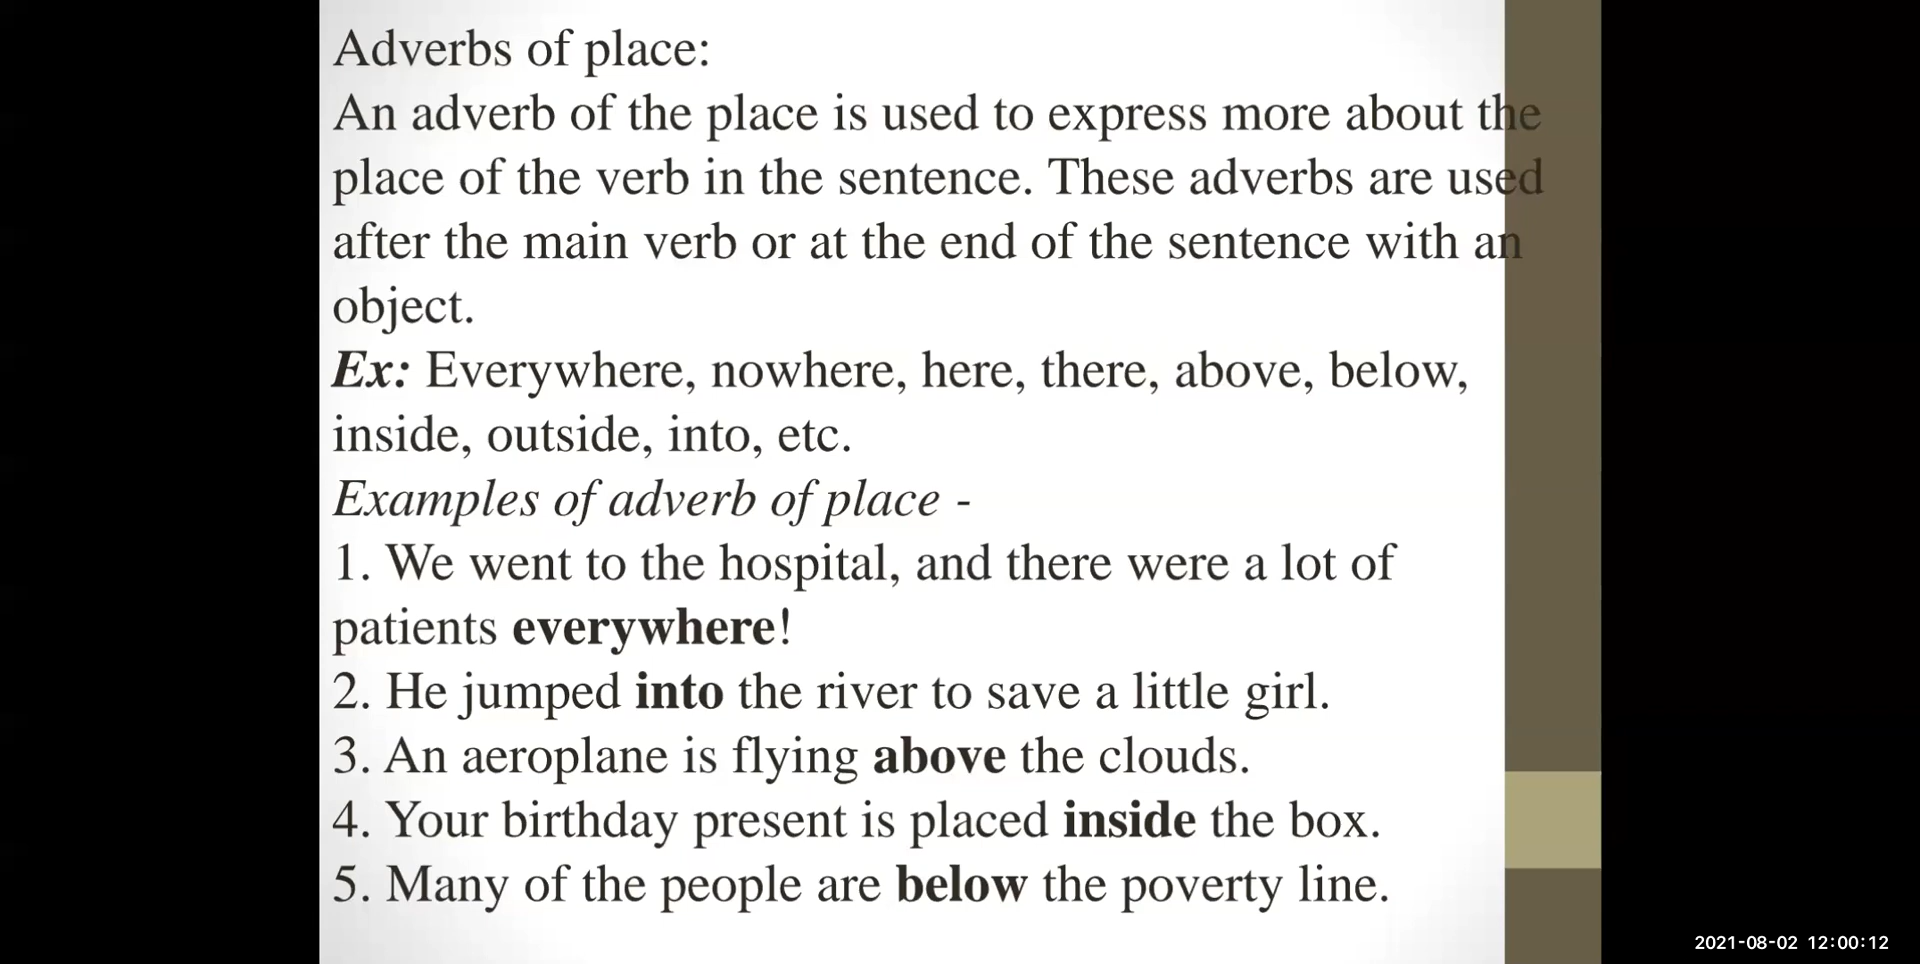 Adverbs of place:
An adverb of the place is used to express more about the
place of the verb in the sentence. These adverbs are used
after the main verb or at the end of the sentence with an
object.
Ex: Everywhere, nowhere, here, there, above, below,
inside, outside, into, etc.
Examples of adverb of place -
1. We went to the hospital, and there were a lot of
patients everywhere!
2. He jumped into the river to save a little girl.
3. An aeroplane is flying above the clouds.
4. Your birthday present is placed inside the box.
5. Many of the people are below the poverty line.
2021-08-02 12:00:12